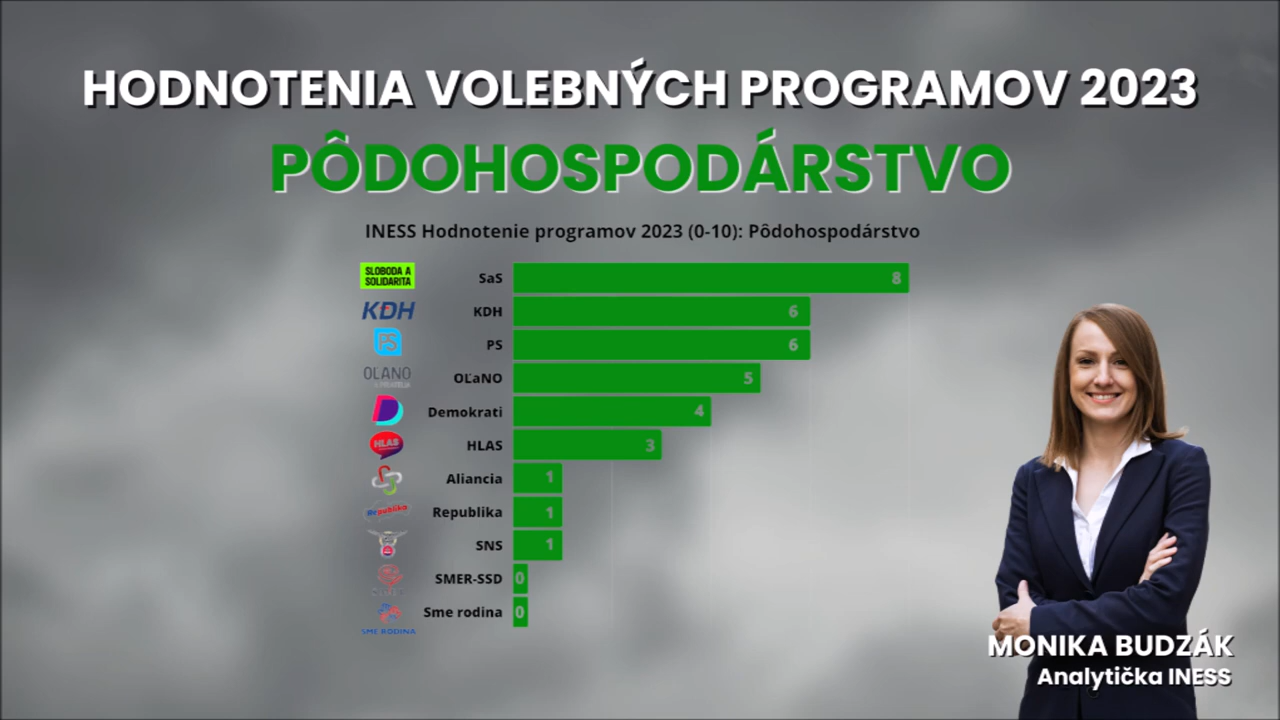 HODNOTENIA VOLEBNÝCH PROGRAMOV 2023
PÔDOHOSPODÁRSTVO
INESS Hodnotenie programov 2023 (0-10): Pôdohospodárstvo
SLOBODA A
SOLIDARITA
SaS 8
KDH KDH 6
PS PS 6
OĽANO
OĽaNO 5
Demokrati 4
HLAS HLAS 3
Aliancia 1
Republika Republika 1
SNS 1
SMER-SSD 0
Sme rodina 0
SME RODINA
MONIKA BUDZÁK
Analytička INESS